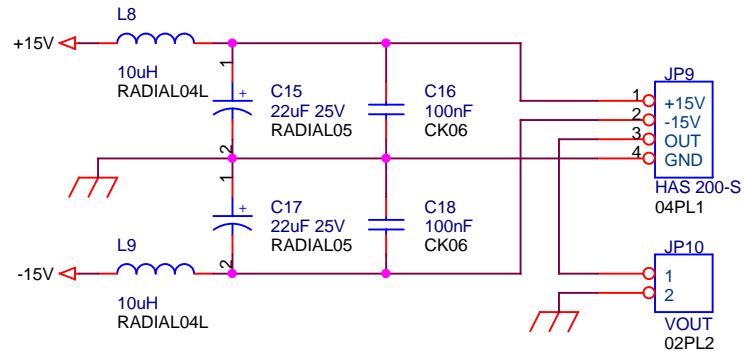 L8
+15V
10uH
RADIAL04L
1
+
C15
22uF 25V
RADIAL05
2
C16
100nF
CK06
JP9
1
+15V
2
-15V
3
OUT
4
GND
HAS 200-S
04PL1
1
+
C17
22uF 25V
RADIAL05
2
C18
100nF
CK06
L9
-15V
10uH
RADIAL04L
JP10
1
2
VOUT
02PL2